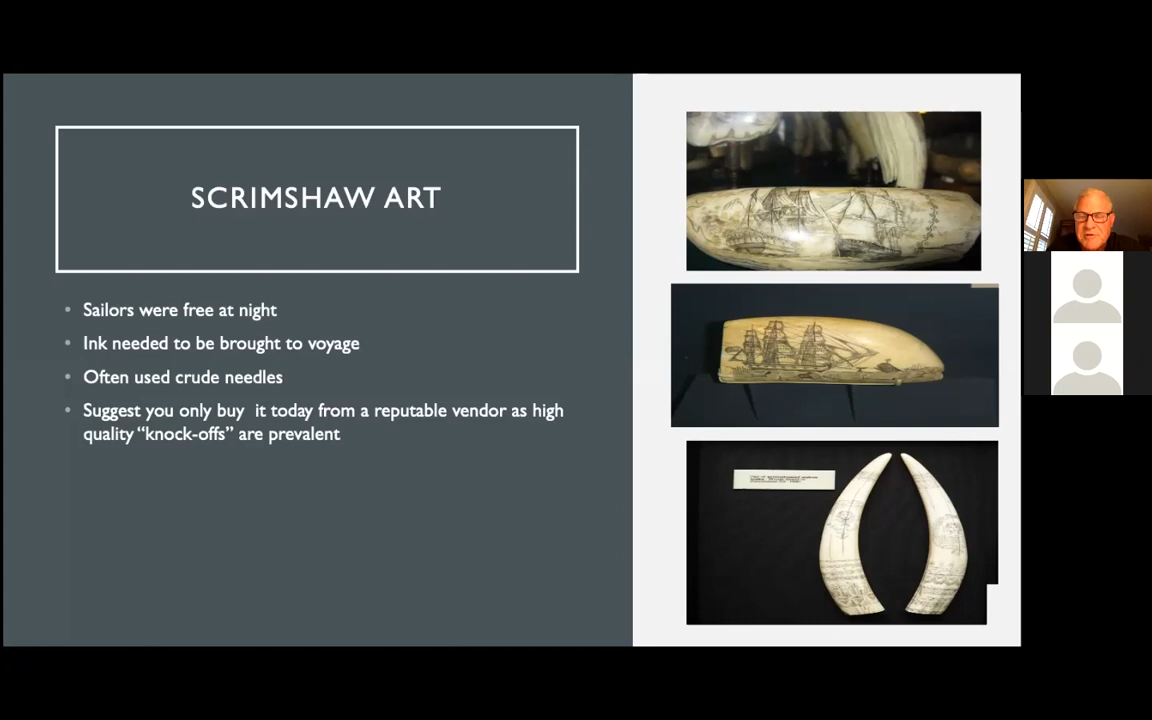 SCRIMSHAW ART
Sailors were free at night
Ink needed to be brought to voyage
Often used crude needles
Suggest you only buy it today from a reputable vendor as high
quality “knock-offs” are prevalent